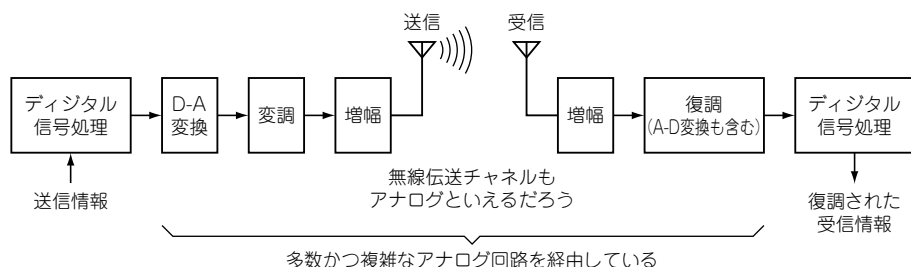 送信
受信
ディジタル
信号処理
D-A
変換
変調
増幅
増幅
復調
(A-D変換も含む)
ディジタル
信号処理
送信情報
無線伝送チャネルも
アナログといえるだろう
復調された
受信情報
多数かつ複雑なアナログ回路を経由している